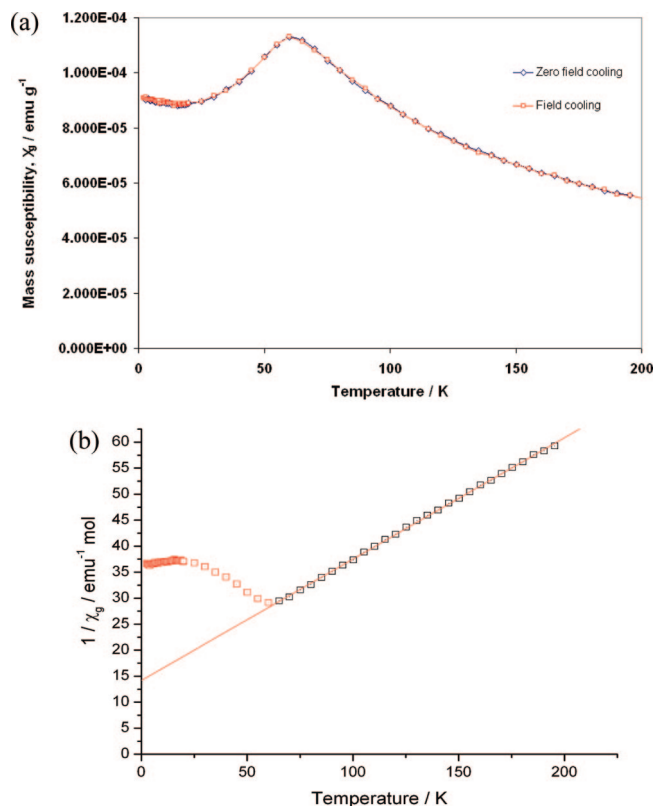 (a)
1.200E-04
1.000E-04
8.000E-05
6.000E-05
4.000E-05
2.000E-05
0.000E+00
Mass susceptibility, χg / emu g-1
Zero field cooling
Field cooling
0 50 100 150 200
Temperature / K
(b)
60
55
50
45
40
35
30
25
20
15
10
5
0
1 / χg / emu-1 mol
0 50 100 150 200
Temperature / K